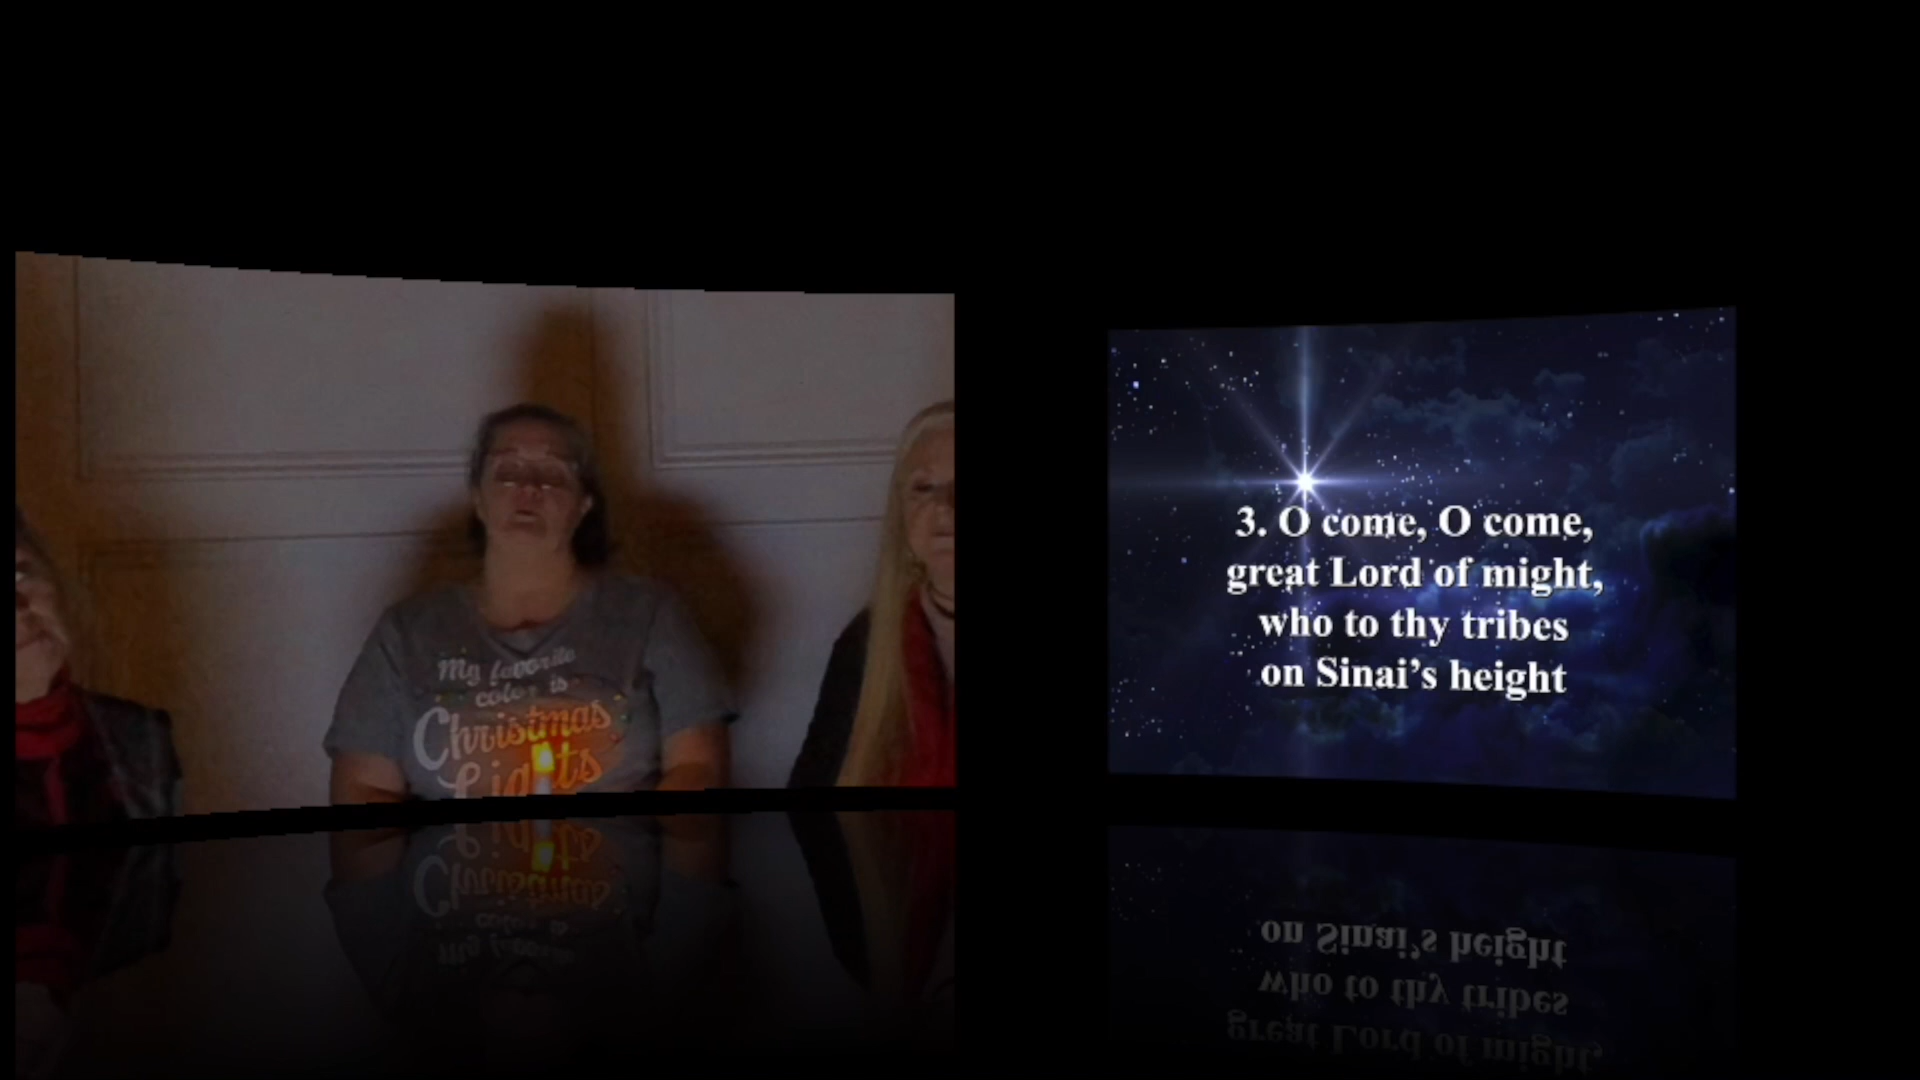 My favorite
color is
Christmas
Lights
3. O come, O come,
great Lord of might,
who to thy tribes
on Sinai's height